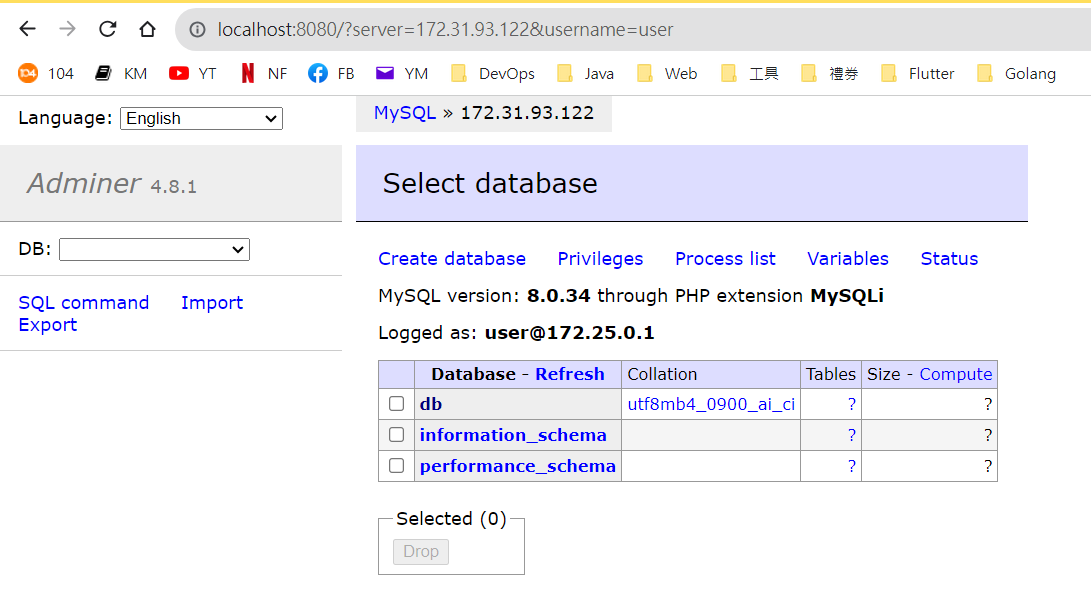 localhost:8080/?server=172.31.93.122&username=user
104 104 KM YT NF FB YM DevOps Java Web 工具 禮券 Flutter Golang
Language: English
MySQL » 172.31.93.122
Adminer 4.8.1
Select database
DB:
Create database Privileges Process list Variables Status
SQL command Import
Export
MySQL version: 8.0.34 through PHP extension MySQLi
Logged as: user@172.25.0.1
Database - Refresh Collation Tables Size - Compute
db utf8mb4_0900_ai_ci ? ?
information_schema ? ?
performance_schema ? ?
Selected (0)
Drop